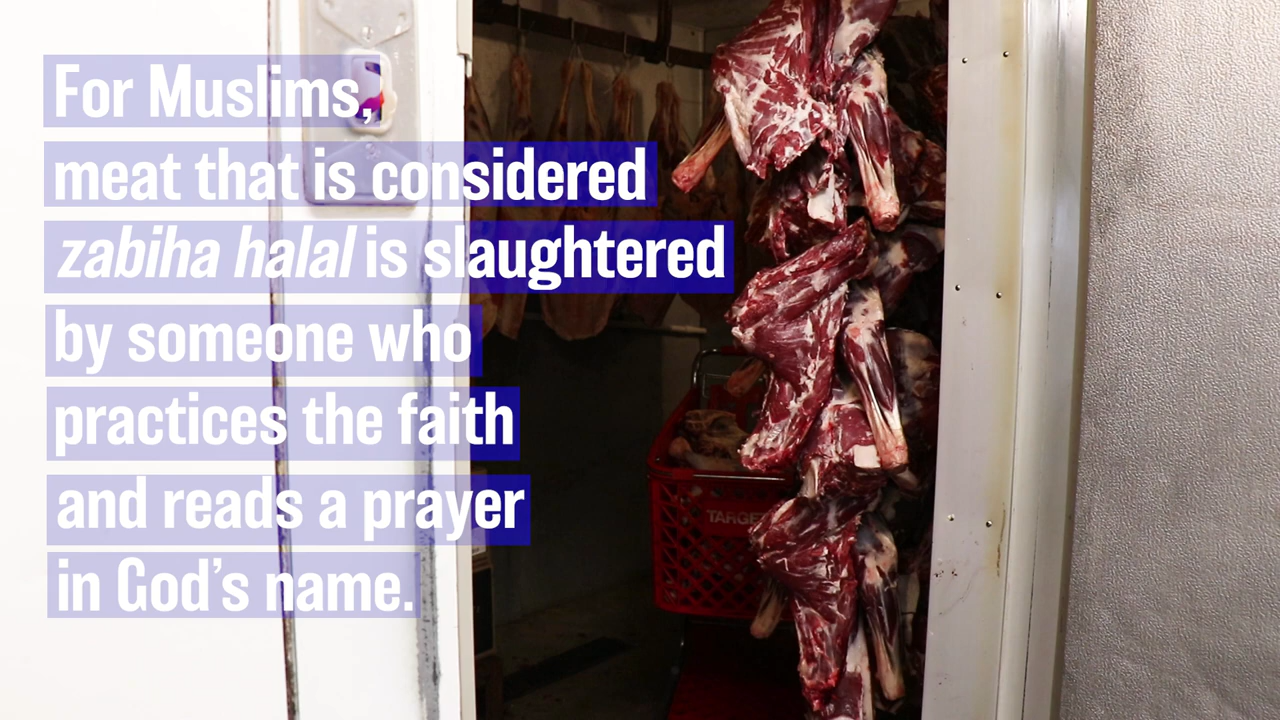 For Muslims,
meat that is considered
zabiha halal is slaughtered
by someone who
practices the faith
and reads a prayer
in God’s name.
TARGET